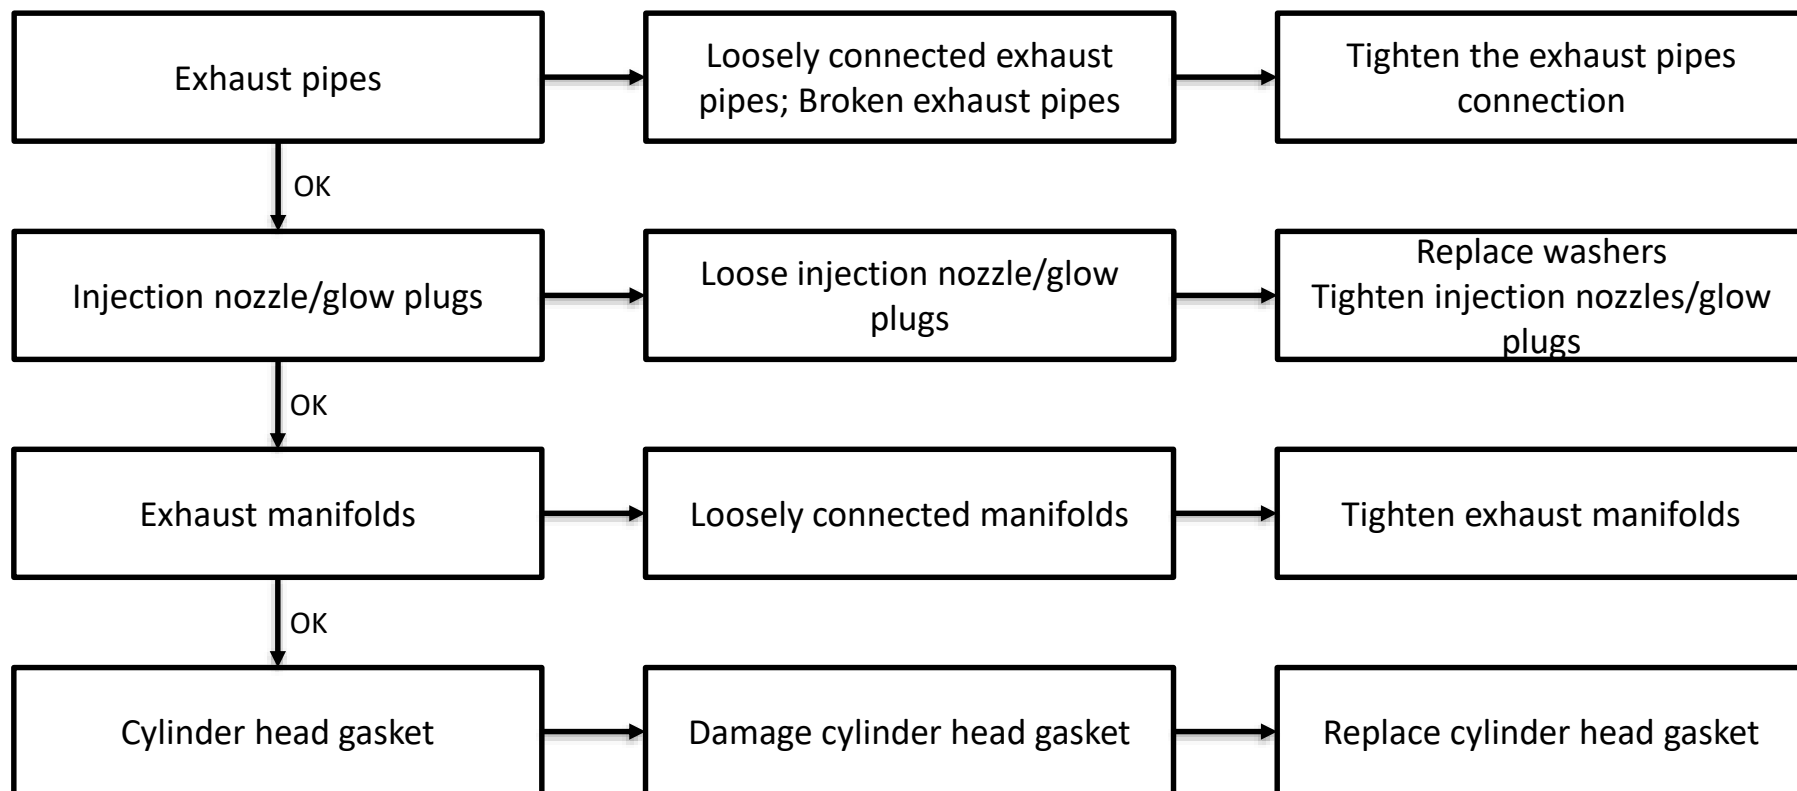 Exhaust pipes
Loosely connected exhaust
pipes; Broken exhaust pipes
Tighten the exhaust pipes
connection
OK
Injection nozzle/glow plugs
Loose injection nozzle/glow
plugs
Replace washers
Tighten injection nozzles/glow
plugs
OK
Exhaust manifolds
Loosely connected manifolds
Tighten exhaust manifolds
OK
Cylinder head gasket
Damage cylinder head gasket
Replace cylinder head gasket